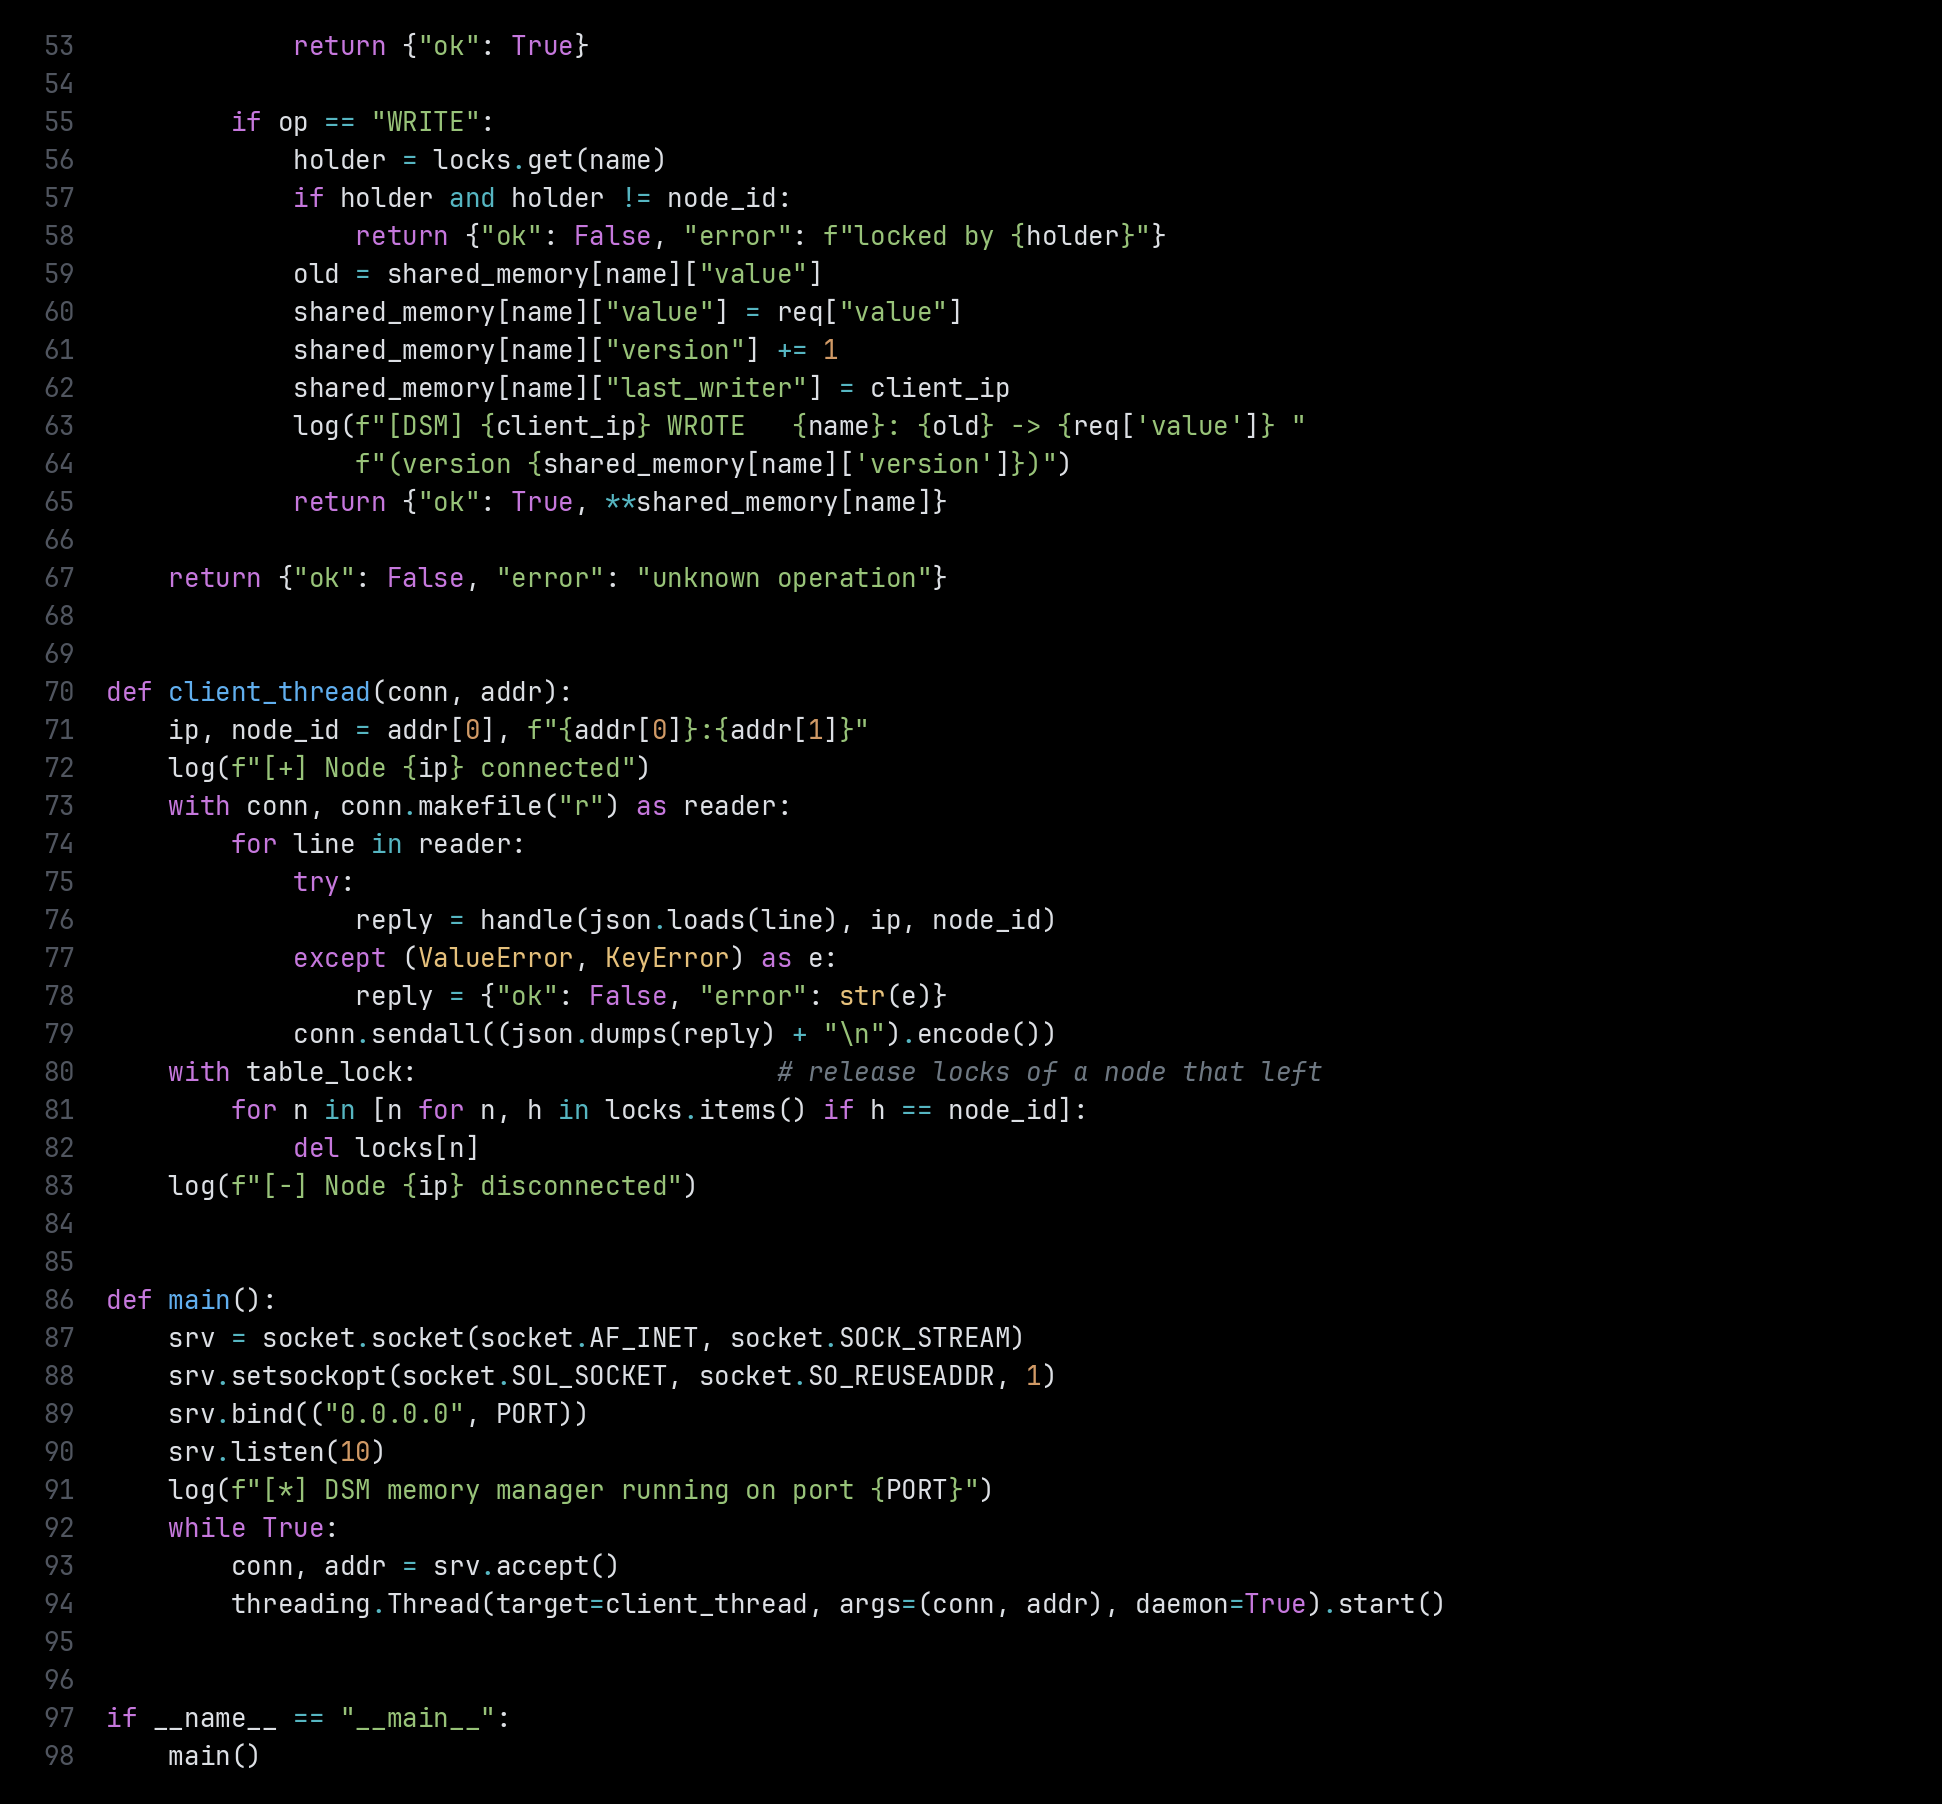 53              return {"ok": True}
54
55          if op == "WRITE":
56              holder = locks.get(name)
57              if holder and holder != node_id:
58                  return {"ok": False, "error": f"locked by {holder}"}
59              old = shared_memory[name]["value"]
60              shared_memory[name]["value"] = req["value"]
61              shared_memory[name]["version"] += 1
62              shared_memory[name]["last_writer"] = client_ip
63              log(f"[DSM] {client_ip} WROTE   {name}: {old} -> {req['value']} "
64                  f"(version {shared_memory[name]['version']})")
65              return {"ok": True, **shared_memory[name]}
66
67      return {"ok": False, "error": "unknown operation"}
68
69
70  def client_thread(conn, addr):
71      ip, node_id = addr[0], f"{addr[0]}:{addr[1]}"
72      log(f"[+] Node {ip} connected")
73      with conn, conn.makefile("r") as reader:
74          for line in reader:
75              try:
76                  reply = handle(json.loads(line), ip, node_id)
77              except (ValueError, KeyError) as e:
78                  reply = {"ok": False, "error": str(e)}
79              conn.sendall((json.dumps(reply) + "\n").encode())
80      with table_lock:                       # release locks of a node that left
81          for n in [n for n, h in locks.items() if h == node_id]:
82              del locks[n]
83      log(f"[-] Node {ip} disconnected")
84
85
86  def main():
87      srv = socket.socket(socket.AF_INET, socket.SOCK_STREAM)
88      srv.setsockopt(socket.SOL_SOCKET, socket.SO_REUSEADDR, 1)
89      srv.bind(("0.0.0.0", PORT))
90      srv.listen(10)
91      log(f"[*] DSM memory manager running on port {PORT}")
92      while True:
93          conn, addr = srv.accept()
94          threading.Thread(target=client_thread, args=(conn, addr), daemon=True).start()
95
96
97  if __name__ == "__main__":
98      main()